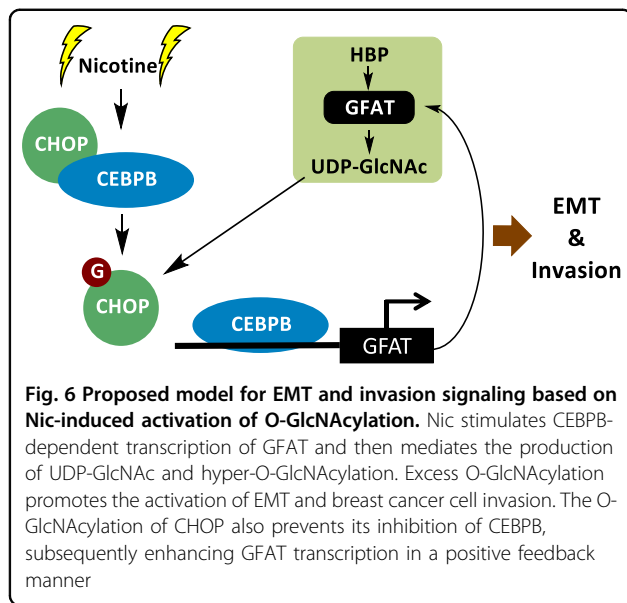 Nicotine
CHOP
CEBPB
G
CHOP
HBP
GFAT
UDP-GlcNAc
CEBPB
GFAT
EMT
&
Invasion
Fig. 6 Proposed model for EMT and invasion signaling based on
Nic-induced activation of O-GlcNAcylation. Nic stimulates CEBPB-
dependent transcription of GFAT and then mediates the production
of UDP-GlcNAc and hyper-O-GlcNAcylation. Excess O-GlcNAcylation
promotes the activation of EMT and breast cancer cell invasion. The O-
GlcNAcylation of CHOP also prevents its inhibition of CEBPB,
subsequently enhancing GFAT transcription in a positive feedback
manner